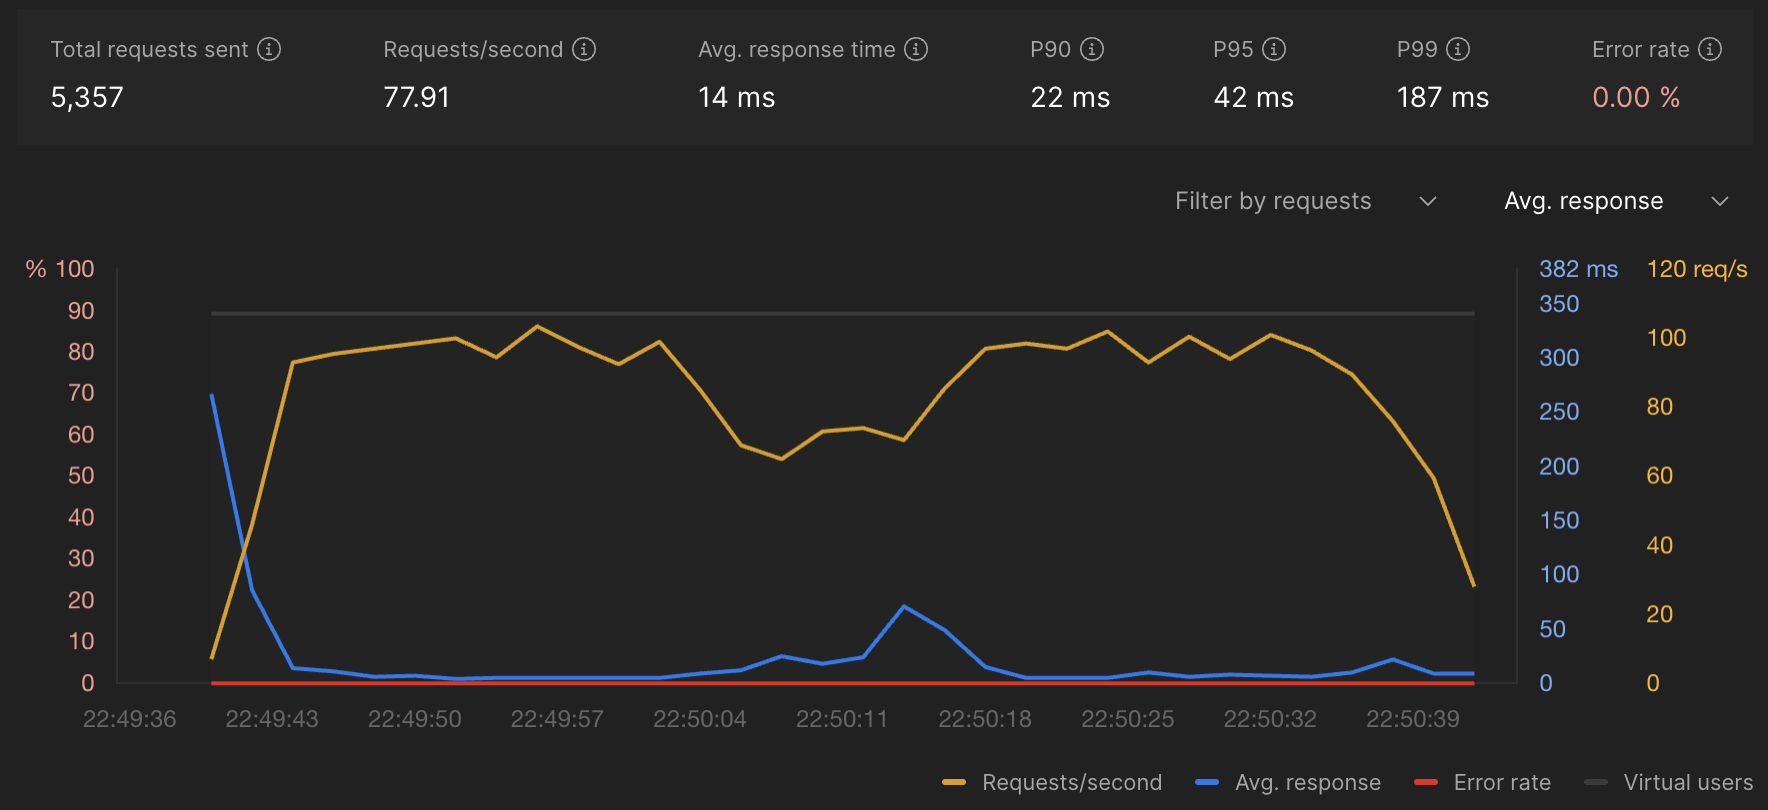 Total requests sent
Requests/second
Avg. response time
P90
P95
P99
Error rate
5,357
77.91
14 ms
22 ms
42 ms
187 ms
0.00 %
Filter by requests
Avg. response
% 100
90
80
70
60
50
40
30
20
10
0
382 ms
350
300
250
200
150
100
50
0
120 req/s
100
80
60
40
20
0
22:49:36
22:49:43
22:49:50
22:49:57
22:50:04
22:50:11
22:50:18
22:50:25
22:50:32
22:50:39
Requests/second
Avg. response
Error rate
Virtual users